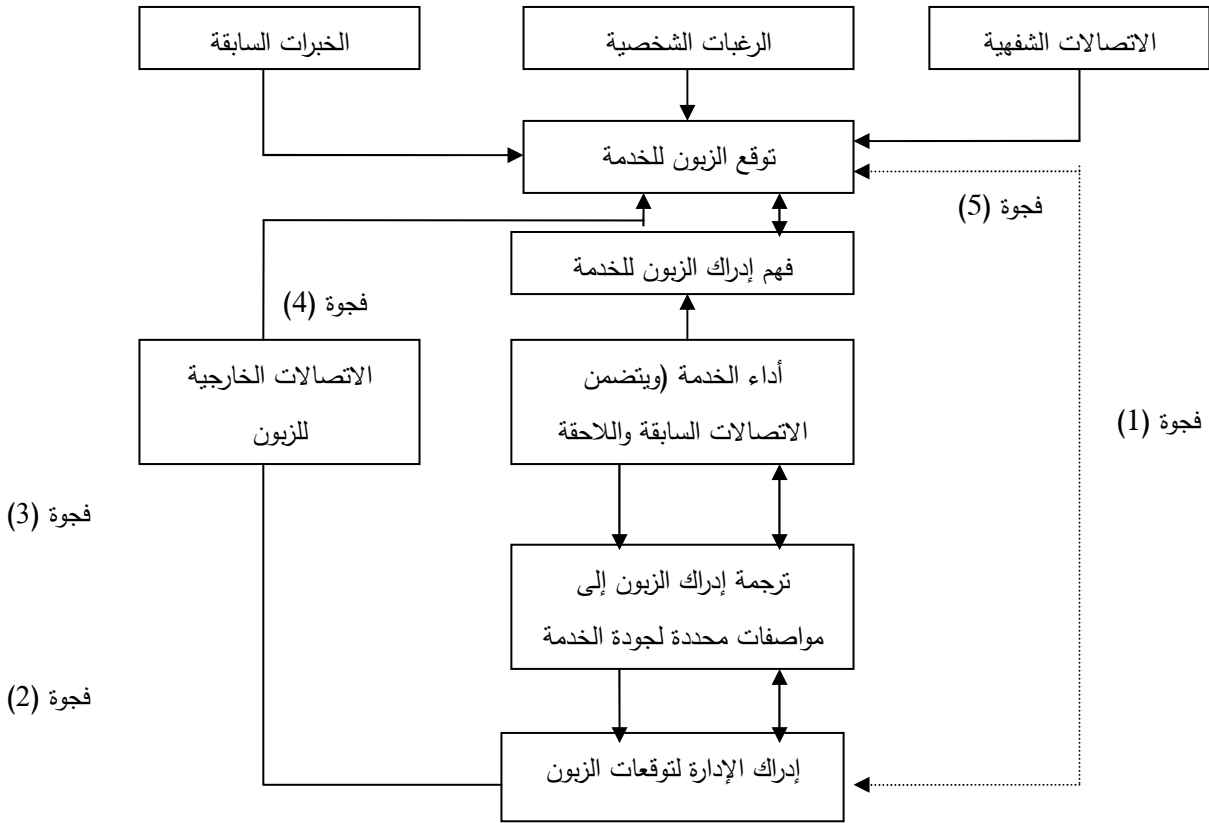 الاتصالات الشفهية
الرغبات الشخصية
الخبرات السابقة
توقع الزبون للخدمة
فجوة (5)
فهم إدراك الزبون للخدمة
فجوة (4)
أداء الخدمة (ويتضمن
الاتصالات السابقة واللاحقة
الاتصالات الخارجية
للزبون
فجوة (1)
فجوة (3)
ترجمة إدراك الزبون إلى
مواصفات محددة لجودة الخدمة
فجوة (2)
إدراك الإدارة لتوقعات الزبون